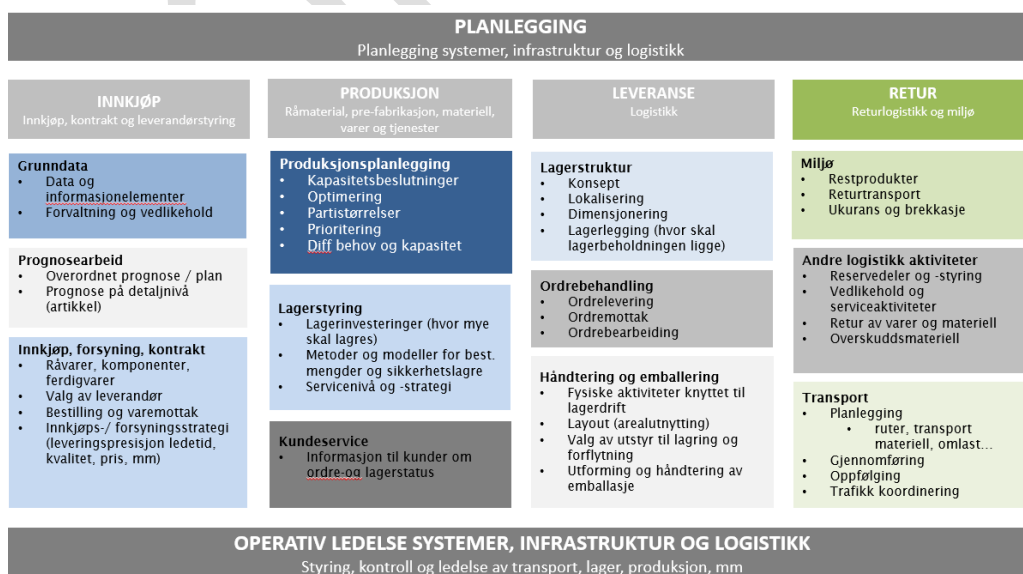 PLANLEGGING
Planlegging systemer, infrastruktur og logistikk
INNKJØP
Innkjøp, kontrakt og leverandørstyring
Grunndata
• Data og
informasjonelementer
• Forvaltning og vedlikehold
Prognosearbeid
• Overordnet prognose / plan
• Prognose på detaljnivå
(artikkel)
Innkjøp, forsyning, kontrakt
• Råvarer, komponenter,
ferdigvarer
• Valg av leverandør
• Bestilling og varemottak
• Innkjøps-/ forsyningsstrategi
(leveringspresisjon ledetid,
kvalitet, pris, mm)
PRODUKSJON
Råmaterial, pre-fabrikasjon, materiell,
varer og tjenester
Produksjonsplanlegging
• Kapasitetsbeslutninger
• Optimering
• Partistørrelser
• Prioritering
• Diff behov og kapasitet
Lagerstyring
• Lagerinvesteringer (hvor mye
skal lagres)
• Metoder og modeller for best.
mengder og sikkerhetslagre
• Servicenivå og -strategi
Kundeservice
• Informasjon til kunder om
ordre-og lagerstatus
LEVERANSE
Logistikk
Lagerstruktur
• Konsept
• Lokalisering
• Dimensjonering
• Lagerlegging (hvor skal
lagerbeholdningen ligge)
Ordrebehandling
• Ordrelevering
• Ordremottak
• Ordrebearbeiding
Håndtering og emballering
• Fysiske aktiviteter knyttet til
lagerdrift
• Layout (arealutnytting)
• Valg av utstyr til lagring og
forflytning
• Utforming og håndtering av
emballasje
RETUR
Returlogistikk og miljø
Miljø
• Restprodukter
• Returtransport
• Ukurans og brekkasje
Andre logistikk aktiviteter
• Reservedeler og -styring
• Vedlikehold og
serviceaktiviteter
• Retur av varer og materiell
• Overskuddsmateriell
Transport
• Planlegging
• ruter, transport
materiell, omlast...
• Gjennomføring
• Oppfølging
• Trafikk koordinering
OPERATIV LEDELSE SYSTEMER, INFRASTRUKTUR OG LOGISTIKK
Styring, kontroll og ledelse av transport, lager, produksjon, mm